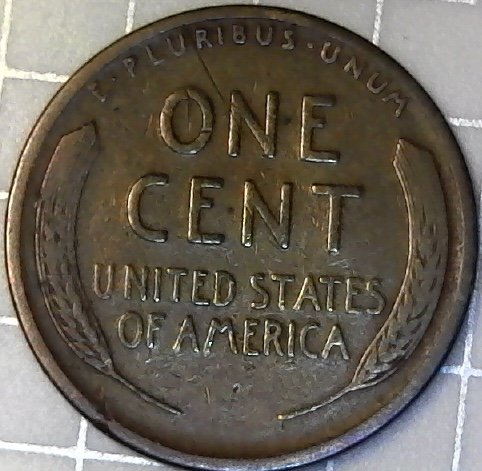 E·PLURIBUS·UNUM
ONE
CENT
UNITED STATES
OF AMERICA